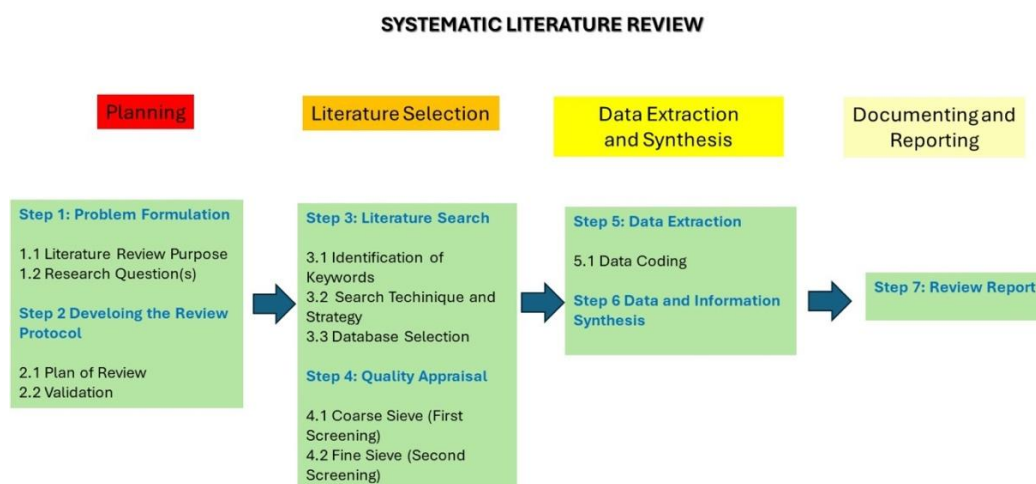 SYSTEMATIC LITERATURE REVIEW
Planning
Literature Selection
Data Extraction
and Synthesis
Documenting and
Reporting
Step 1: Problem Formulation
1.1 Literature Review Purpose
1.2 Research Question(s)
Step 2 Develoing the Review
Protocol
2.1 Plan of Review
2.2 Validation
Step 3: Literature Search
3.1 Identification of
Keywords
3.2 Search Techinique and
Strategy
3.3 Database Selection
Step 4: Quality Appraisal
4.1 Coarse Sieve (First
Screening)
4.2 Fine Sieve (Second
Screening)
Step 5: Data Extraction
5.1 Data Coding
Step 6 Data and Information
Synthesis
Step 7: Review Report